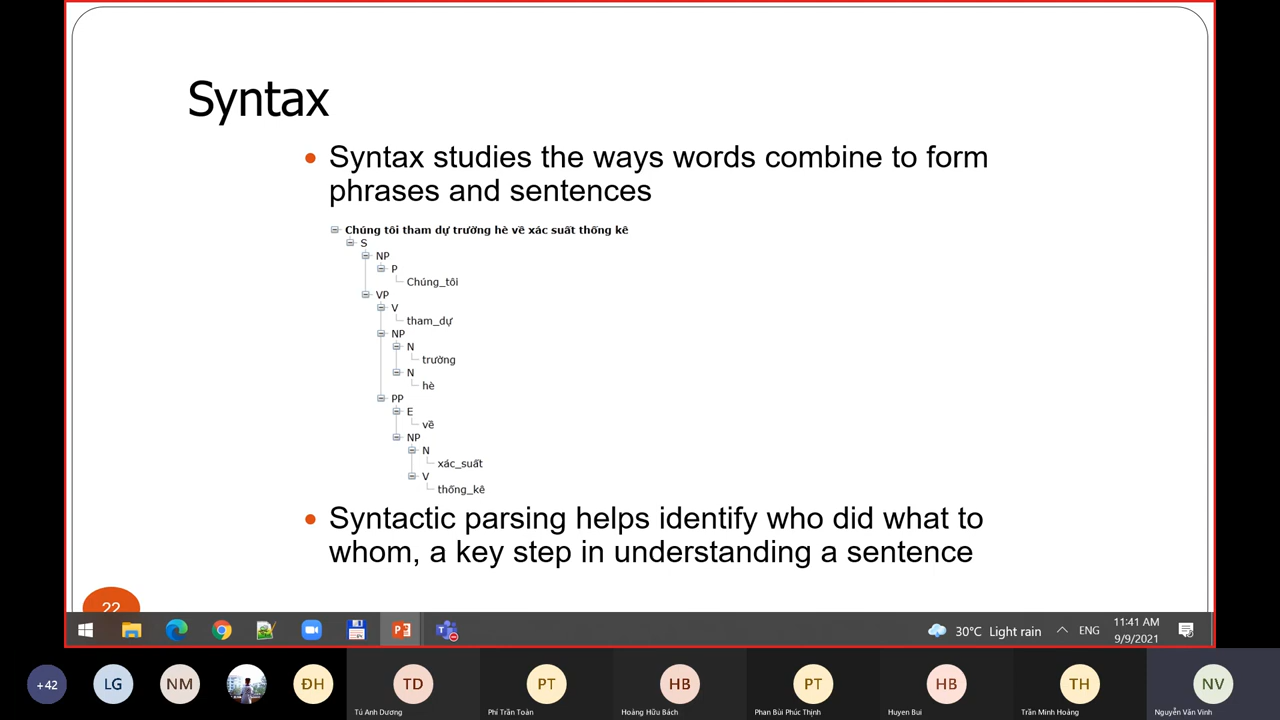 Syntax
• Syntax studies the ways words combine to form
phrases and sentences
Chúng tôi tham dự trường hè về xác suất thống kê
S
NP
P
Chúng_tôi
VP
V
tham_dự
NP
N
trường
N
hè
PP
E
về
NP
N
xác_suất
V
thống_kê
• Syntactic parsing helps identify who did what to
whom, a key step in understanding a sentence
22
30°C Light rain
ENG
11:41 AM
9/9/2021
+42
LG
NM
ĐH
TD
PT
HB
PT
HB
TH
NV
Tú Anh Dương
Phí Trần Toàn
Hoàng Hữu Bách
Phan Bùi Phúc Thịnh
Huyen Bui
Trần Minh Hoàng
Nguyễn Văn Vinh